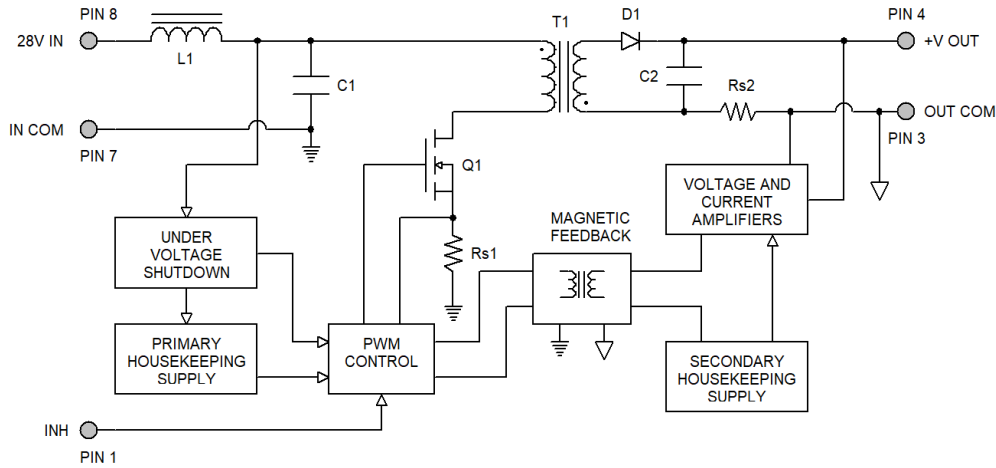 PIN 8
28V IN
L1
C1
IN COM
PIN 7
T1
D1
C2
Rs2
PIN 4
+V OUT
OUT COM
PIN 3
Q1
Rs1
UNDER
VOLTAGE
SHUTDOWN
PRIMARY
HOUSEKEEPING
SUPPLY
PWM
CONTROL
MAGNETIC
FEEDBACK
VOLTAGE AND
CURRENT
AMPLIFIERS
SECONDARY
HOUSEKEEPING
SUPPLY
INH
PIN 1